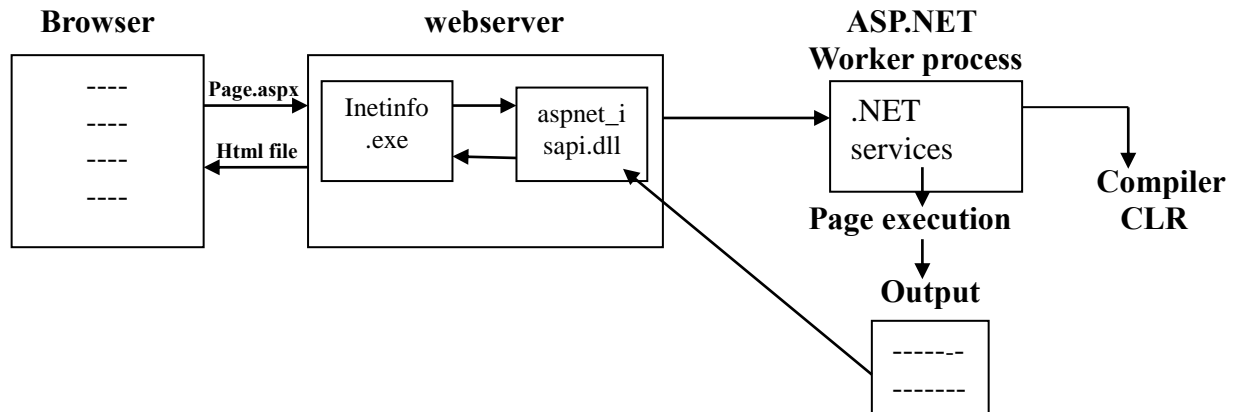 Browser
webserver
ASP.NET
Worker process
----
----
----
----
Page.aspx
Html file
Inetinfo
.exe
aspnet_i
sapi.dll
.NET
services
Compiler
CLR
Page execution
Output
-------
-------